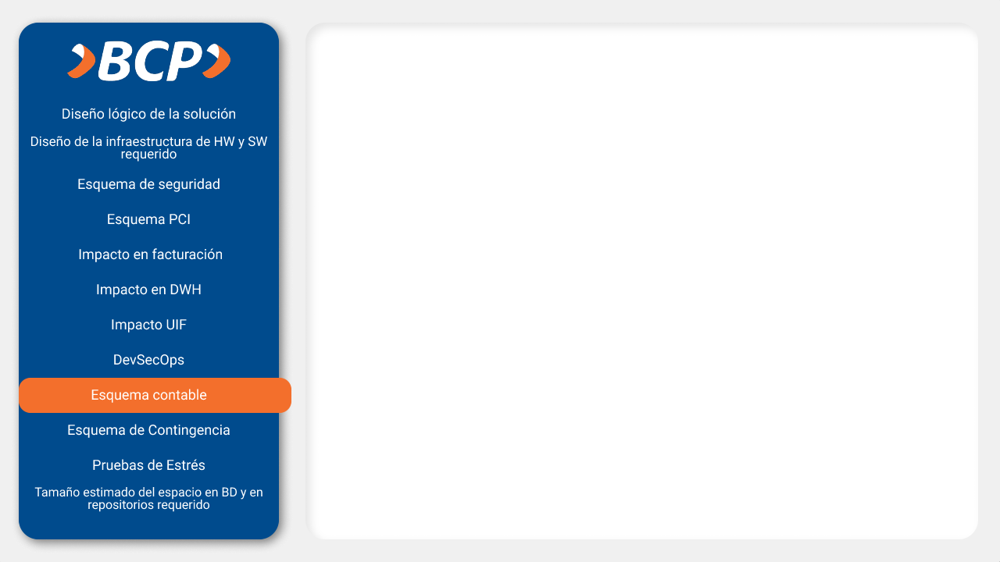 BCP
Diseño lógico de la solución
Diseño de la infraestructura de HW y SW
requerido
Esquema de seguridad
Esquema PCI
Impacto en facturación
Impacto en DWH
Impacto UIF
DevSecOps
Esquema contable
Esquema de Contingencia
Pruebas de Estrés
Tamaño estimado del espacio en BD y en
repositorios requerido